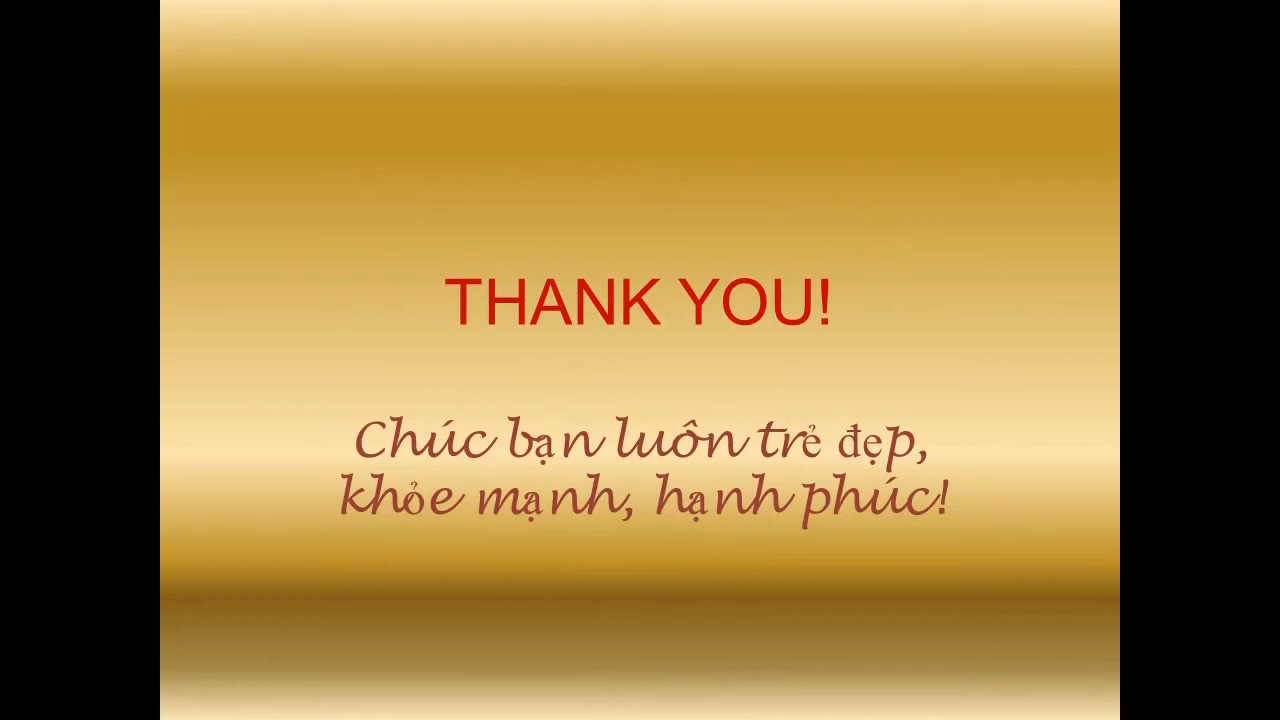 THANK YOU!
Chúc bạn luôn trẻ đẹp,
khỏe mạnh, hạnh phúc!